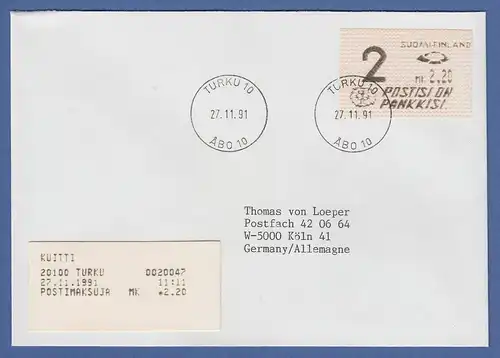 SUOMI-FINLAND
2
MK 2,20
POSTISI ON
PANKKISI.
TURKU 10
27.11.91
ÅBO 10
TURKU 10
27.11.91
ÅBO 10
Thomas von Loeper
Postfach 42 06 64
W-5000 Köln 41
Germany/Allemagne
KUITTI
20100 TURKU 0020047
27.11.1991 11:11
POSTIMAKSUJA MK *2.20